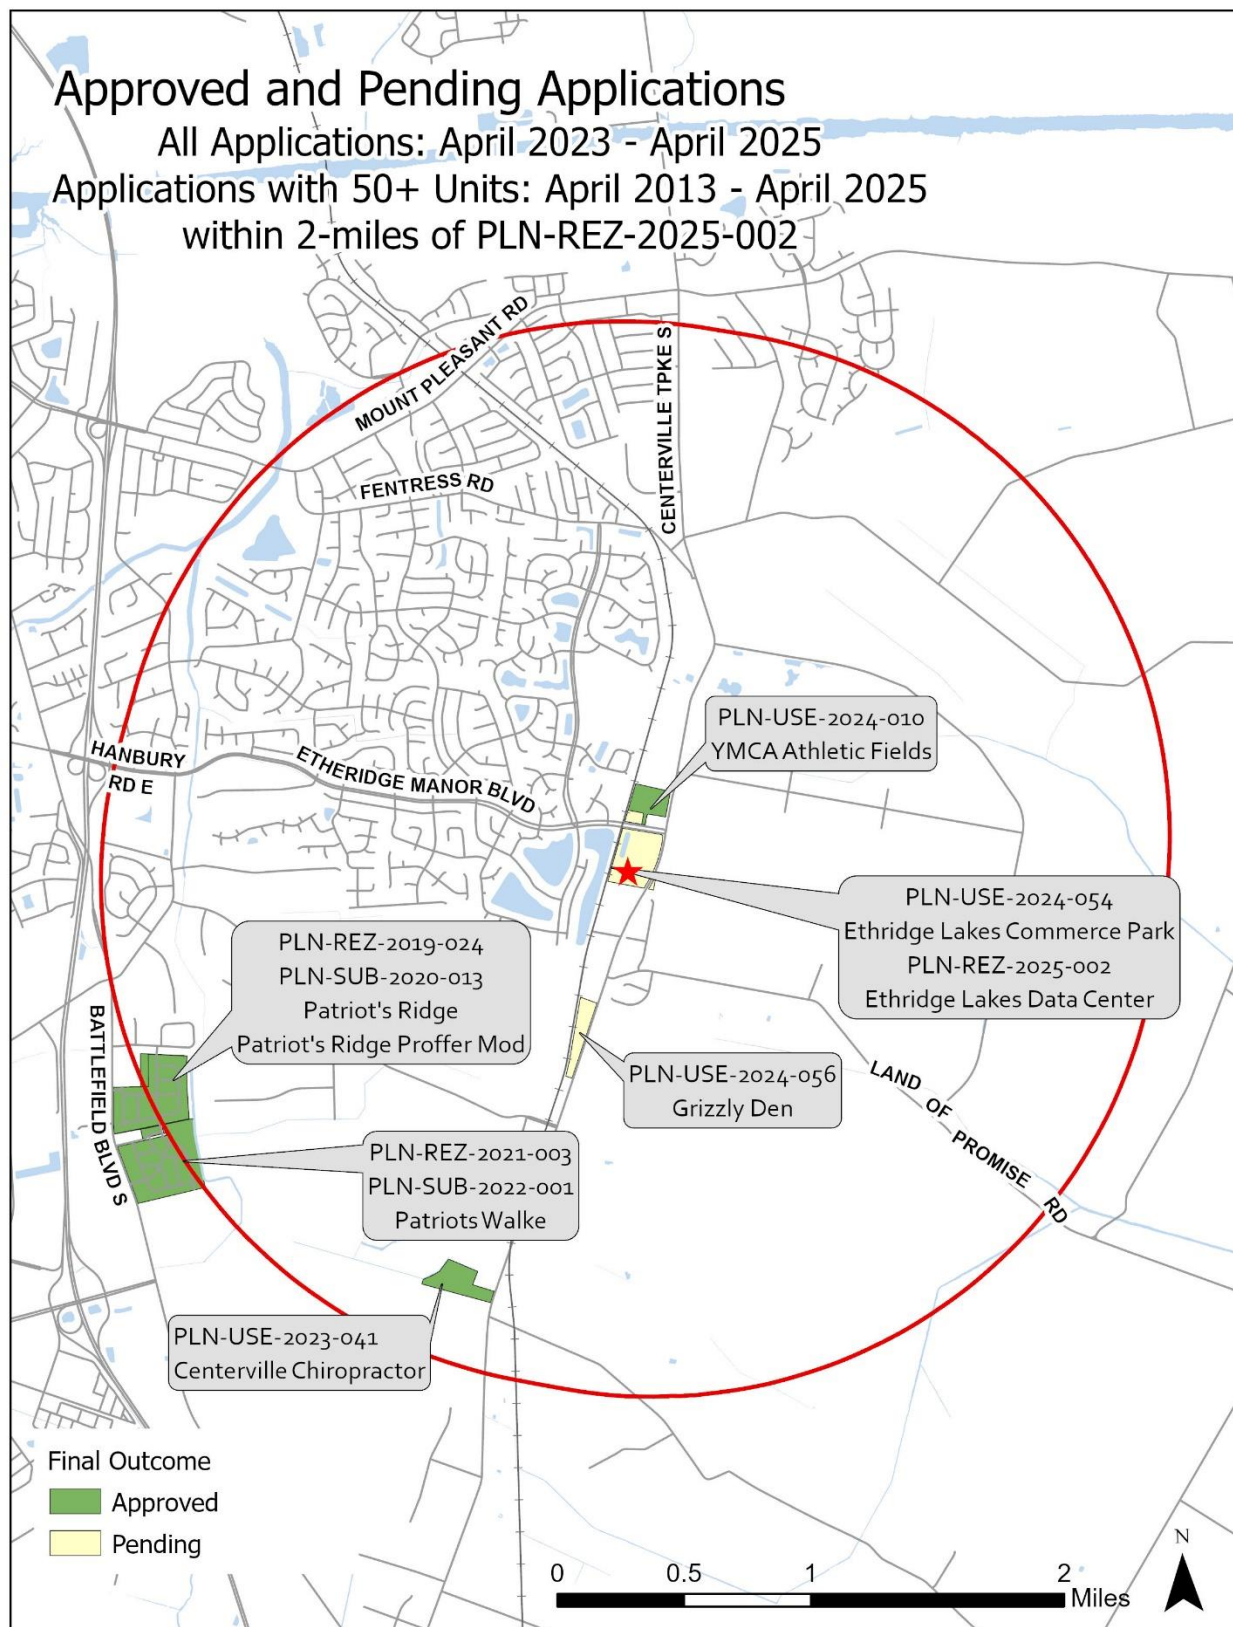 Approved and Pending Applications
All Applications: April 2023 - April 2025
Applications with 50+ Units: April 2013 - April 2025
within 2-miles of PLN-REZ-2025-002
MOUNT PLEASANT RD
CENTERVILLE TPKE S
FENTRESS RD
PLN-USE-2024-010
YMCA Athletic Fields
HANBURY
RD E
ETHERIDGE MANOR BLVD
PLN-USE-2024-054
Ethridge Lakes Commerce Park
PLN-REZ-2025-002
Ethridge Lakes Data Center
PLN-REZ-2019-024
PLN-SUB-2020-013
Patriot's Ridge
Patriot's Ridge Proffer Mod
BATTLEFIELD BLVD S
PLN-USE-2024-056
Grizzly Den
LAND OF PROMISE RD
PLN-REZ-2021-003
PLN-SUB-2022-001
Patriots Walke
PLN-USE-2023-041
Centerville Chiropractor
Final Outcome
Approved
Pending
0 0.5 1 2
Miles
N